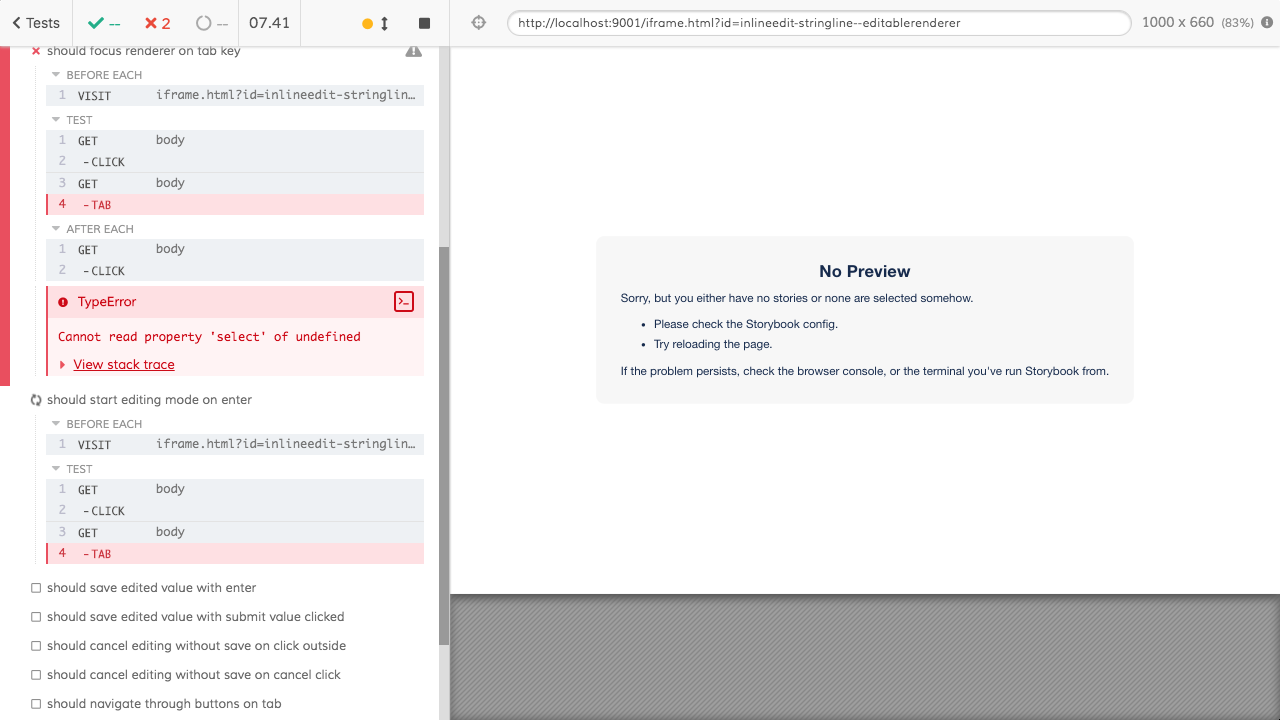 Tests
--
2
--
07.41
http://localhost:9001/iframe.html?id=inlineedit-stringline--editablerenderer
1000 x 660 (83%)
should focus renderer on tab key
BEFORE EACH
1 VISIT iframe.html?id=inlineedit-stringlin…
TEST
1 GET body
2 -CLICK
3 GET body
4 -TAB
AFTER EACH
1 GET body
2 -CLICK
TypeError
Cannot read property 'select' of undefined
View stack trace
should start editing mode on enter
BEFORE EACH
1 VISIT iframe.html?id=inlineedit-stringlin…
TEST
1 GET body
2 -CLICK
3 GET body
4 -TAB
should save edited value with enter
should save edited value with submit value clicked
should cancel editing without save on click outside
should cancel editing without save on cancel click
should navigate through buttons on tab
No Preview
Sorry, but you either have no stories or none are selected somehow.
• Please check the Storybook config.
• Try reloading the page.
If the problem persists, check the browser console, or the terminal you've run Storybook from.